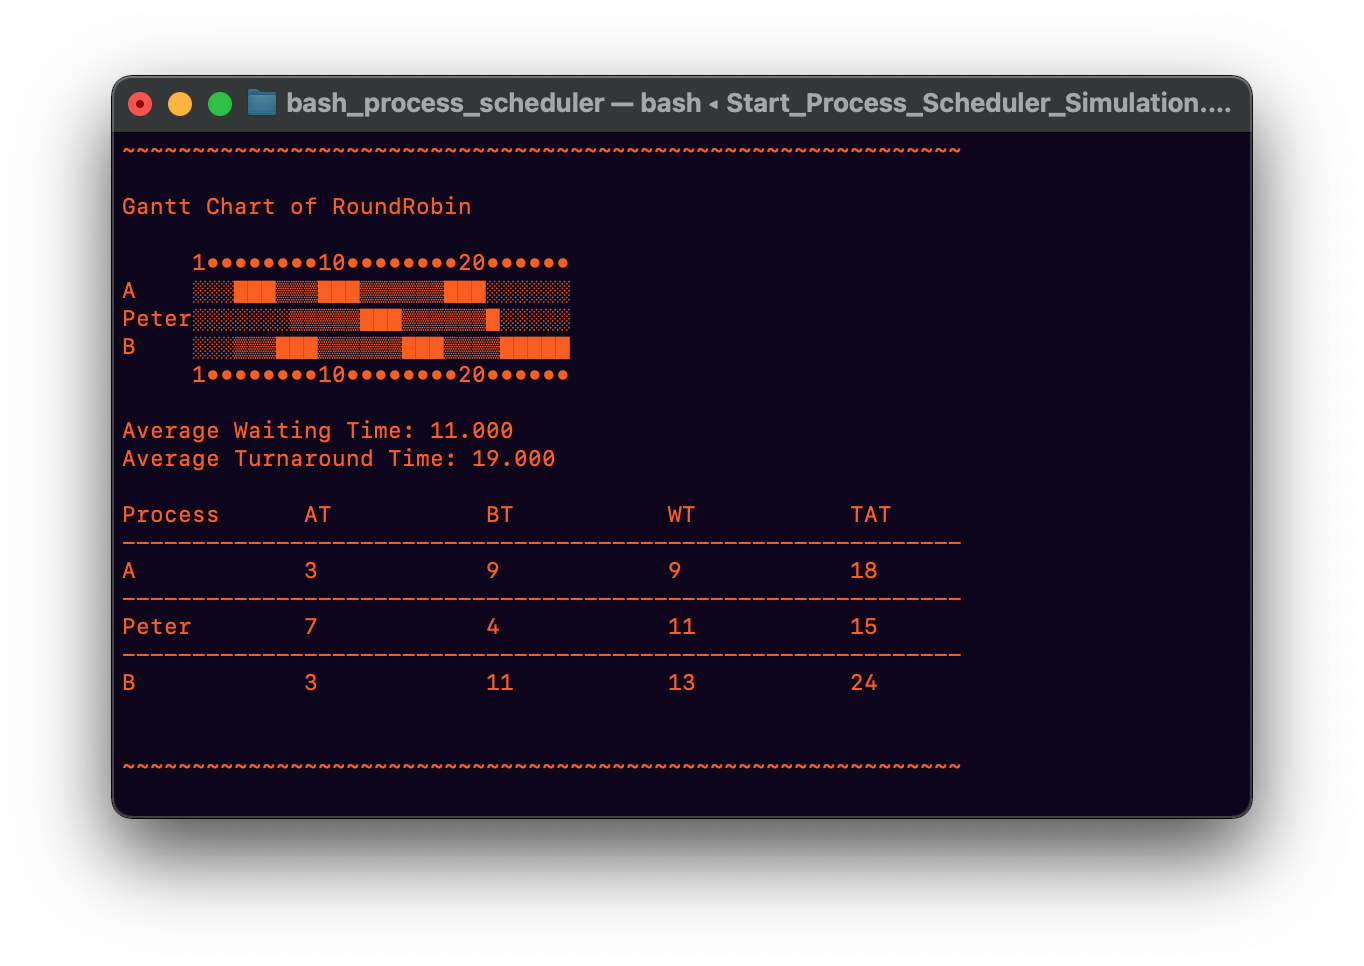 bash_process_scheduler — bash ◂ Start_Process_Scheduler_Simulation....
~~~~~~~~~~~~~~~~~~~~~~~~~~~~~~~~~~~~~~~~~~~~~~~~~~~~~~~~~~~~
Gantt Chart of RoundRobin
1●●●●●●●●10●●●●●●●●20●●●●●●
A    ░░░███▒▒▒███▒▒▒▒▒▒███░░░░░░
Peter░░░░░░░▒▒▒▒▒███▒▒▒▒▒▒█░░░░░
B    ░░░▒▒▒███▒▒▒▒▒▒███▒▒▒▒█████
1●●●●●●●●10●●●●●●●●20●●●●●●
Average Waiting Time: 11.000
Average Turnaround Time: 19.000
Process      AT           BT           WT           TAT
------------------------------------------------------------
A            3            9            9            18
------------------------------------------------------------
Peter        7            4            11           15
------------------------------------------------------------
B            3            11           13           24
~~~~~~~~~~~~~~~~~~~~~~~~~~~~~~~~~~~~~~~~~~~~~~~~~~~~~~~~~~~~